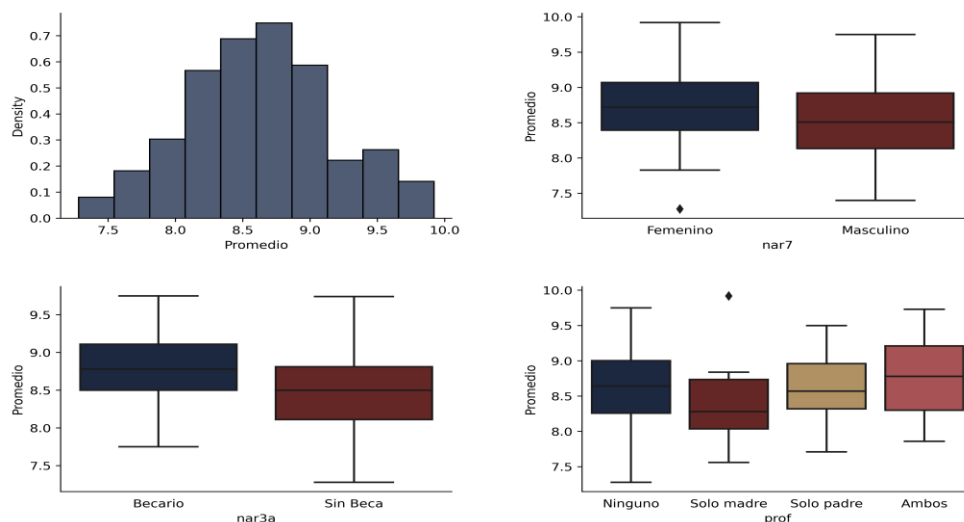 0.7
0.6
0.5
0.4
0.3
0.2
0.1
0.0
Density
7.5 8.0 8.5 9.0 9.5 10.0
Promedio
10.0
9.5
9.0
8.5
8.0
7.5
Promedio
Femenino Masculino
nar7
9.5
9.0
8.5
8.0
7.5
Promedio
Becario Sin Beca
nar3a
10.0
9.5
9.0
8.5
8.0
7.5
Promedio
Ninguno Solo madre Solo padre Ambos
prof